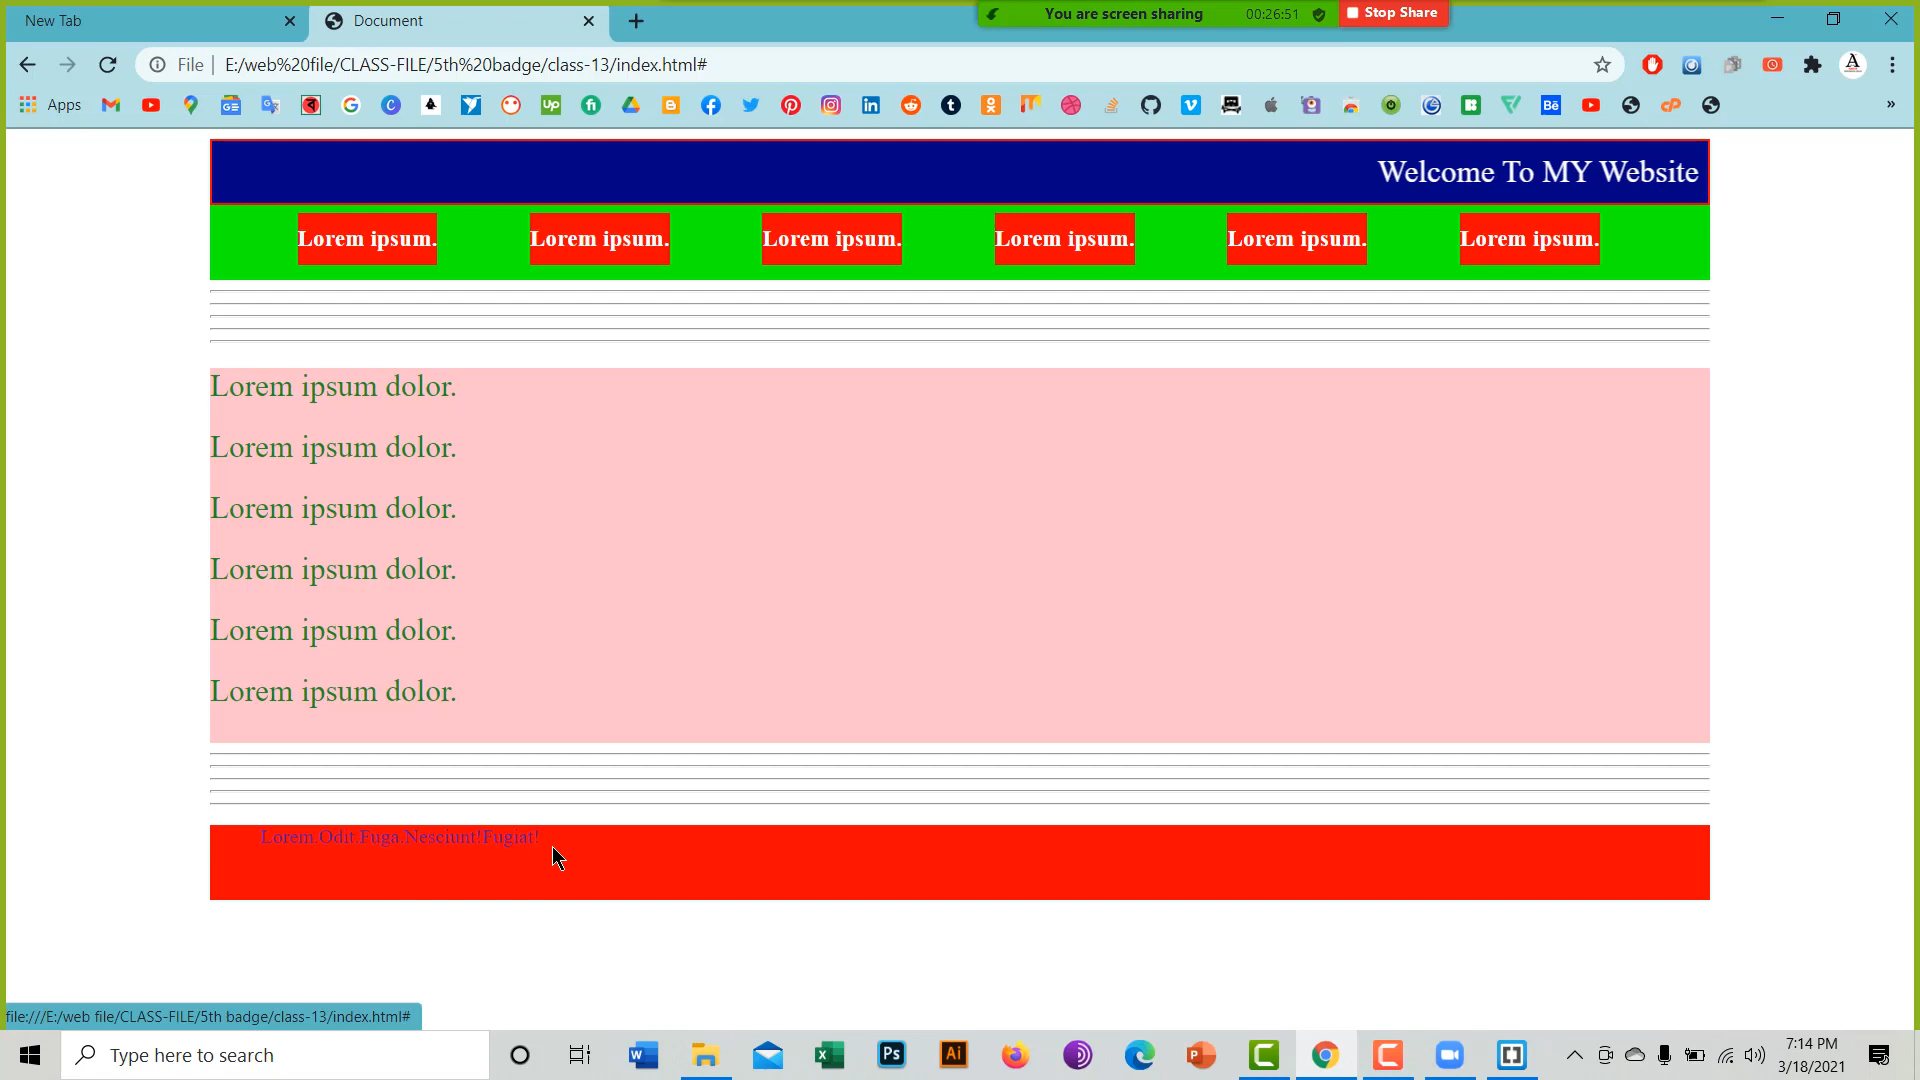 New Tab
Document
You are screen sharing
00:26:51
Stop Share
File
E:/web%20file/CLASS-FILE/5th%20badge/class-13/index.html#
Apps
Welcome To MY Website
Lorem ipsum. Lorem ipsum. Lorem ipsum. Lorem ipsum. Lorem ipsum. Lorem ipsum.
Lorem ipsum dolor.
Lorem ipsum dolor.
Lorem ipsum dolor.
Lorem ipsum dolor.
Lorem ipsum dolor.
Lorem ipsum dolor.
Lorem.Odit.Fuga.Nesciunt!Fugiat!
file:///E:/web file/CLASS-FILE/5th badge/class-13/index.html#
Type here to search
7:14 PM
3/18/2021